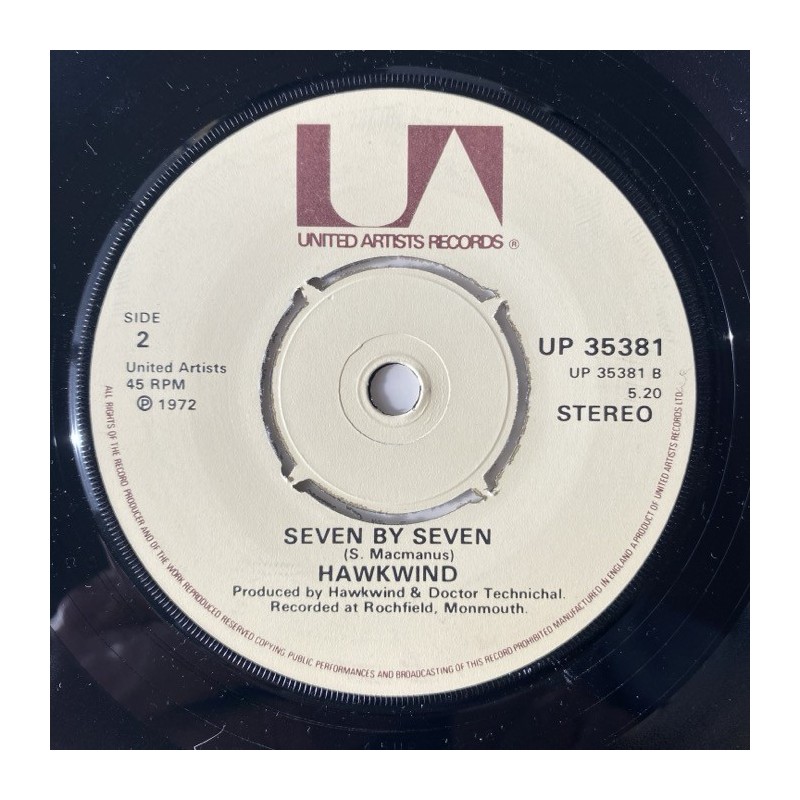 UA
UNITED ARTISTS RECORDS ®
SIDE
2
United Artists
45 RPM
℗ 1972
UP 35381
UP 35381 B
5.20
STEREO
SEVEN BY SEVEN
(S. Macmanus)
HAWKWIND
Produced by Hawkwind & Doctor Technichal.
Recorded at Rochfield, Monmouth.
ALL RIGHTS OF THE RECORD PRODUCER AND OF THE WORK REPRODUCED RESERVED COPYING PUBLIC PERFORMANCES AND BROADCASTING OF THIS RECORD PROHIBITED MANUFACTURED IN ENGLAND A PRODUCT OF UNITED ARTISTS RECORDS LTD.